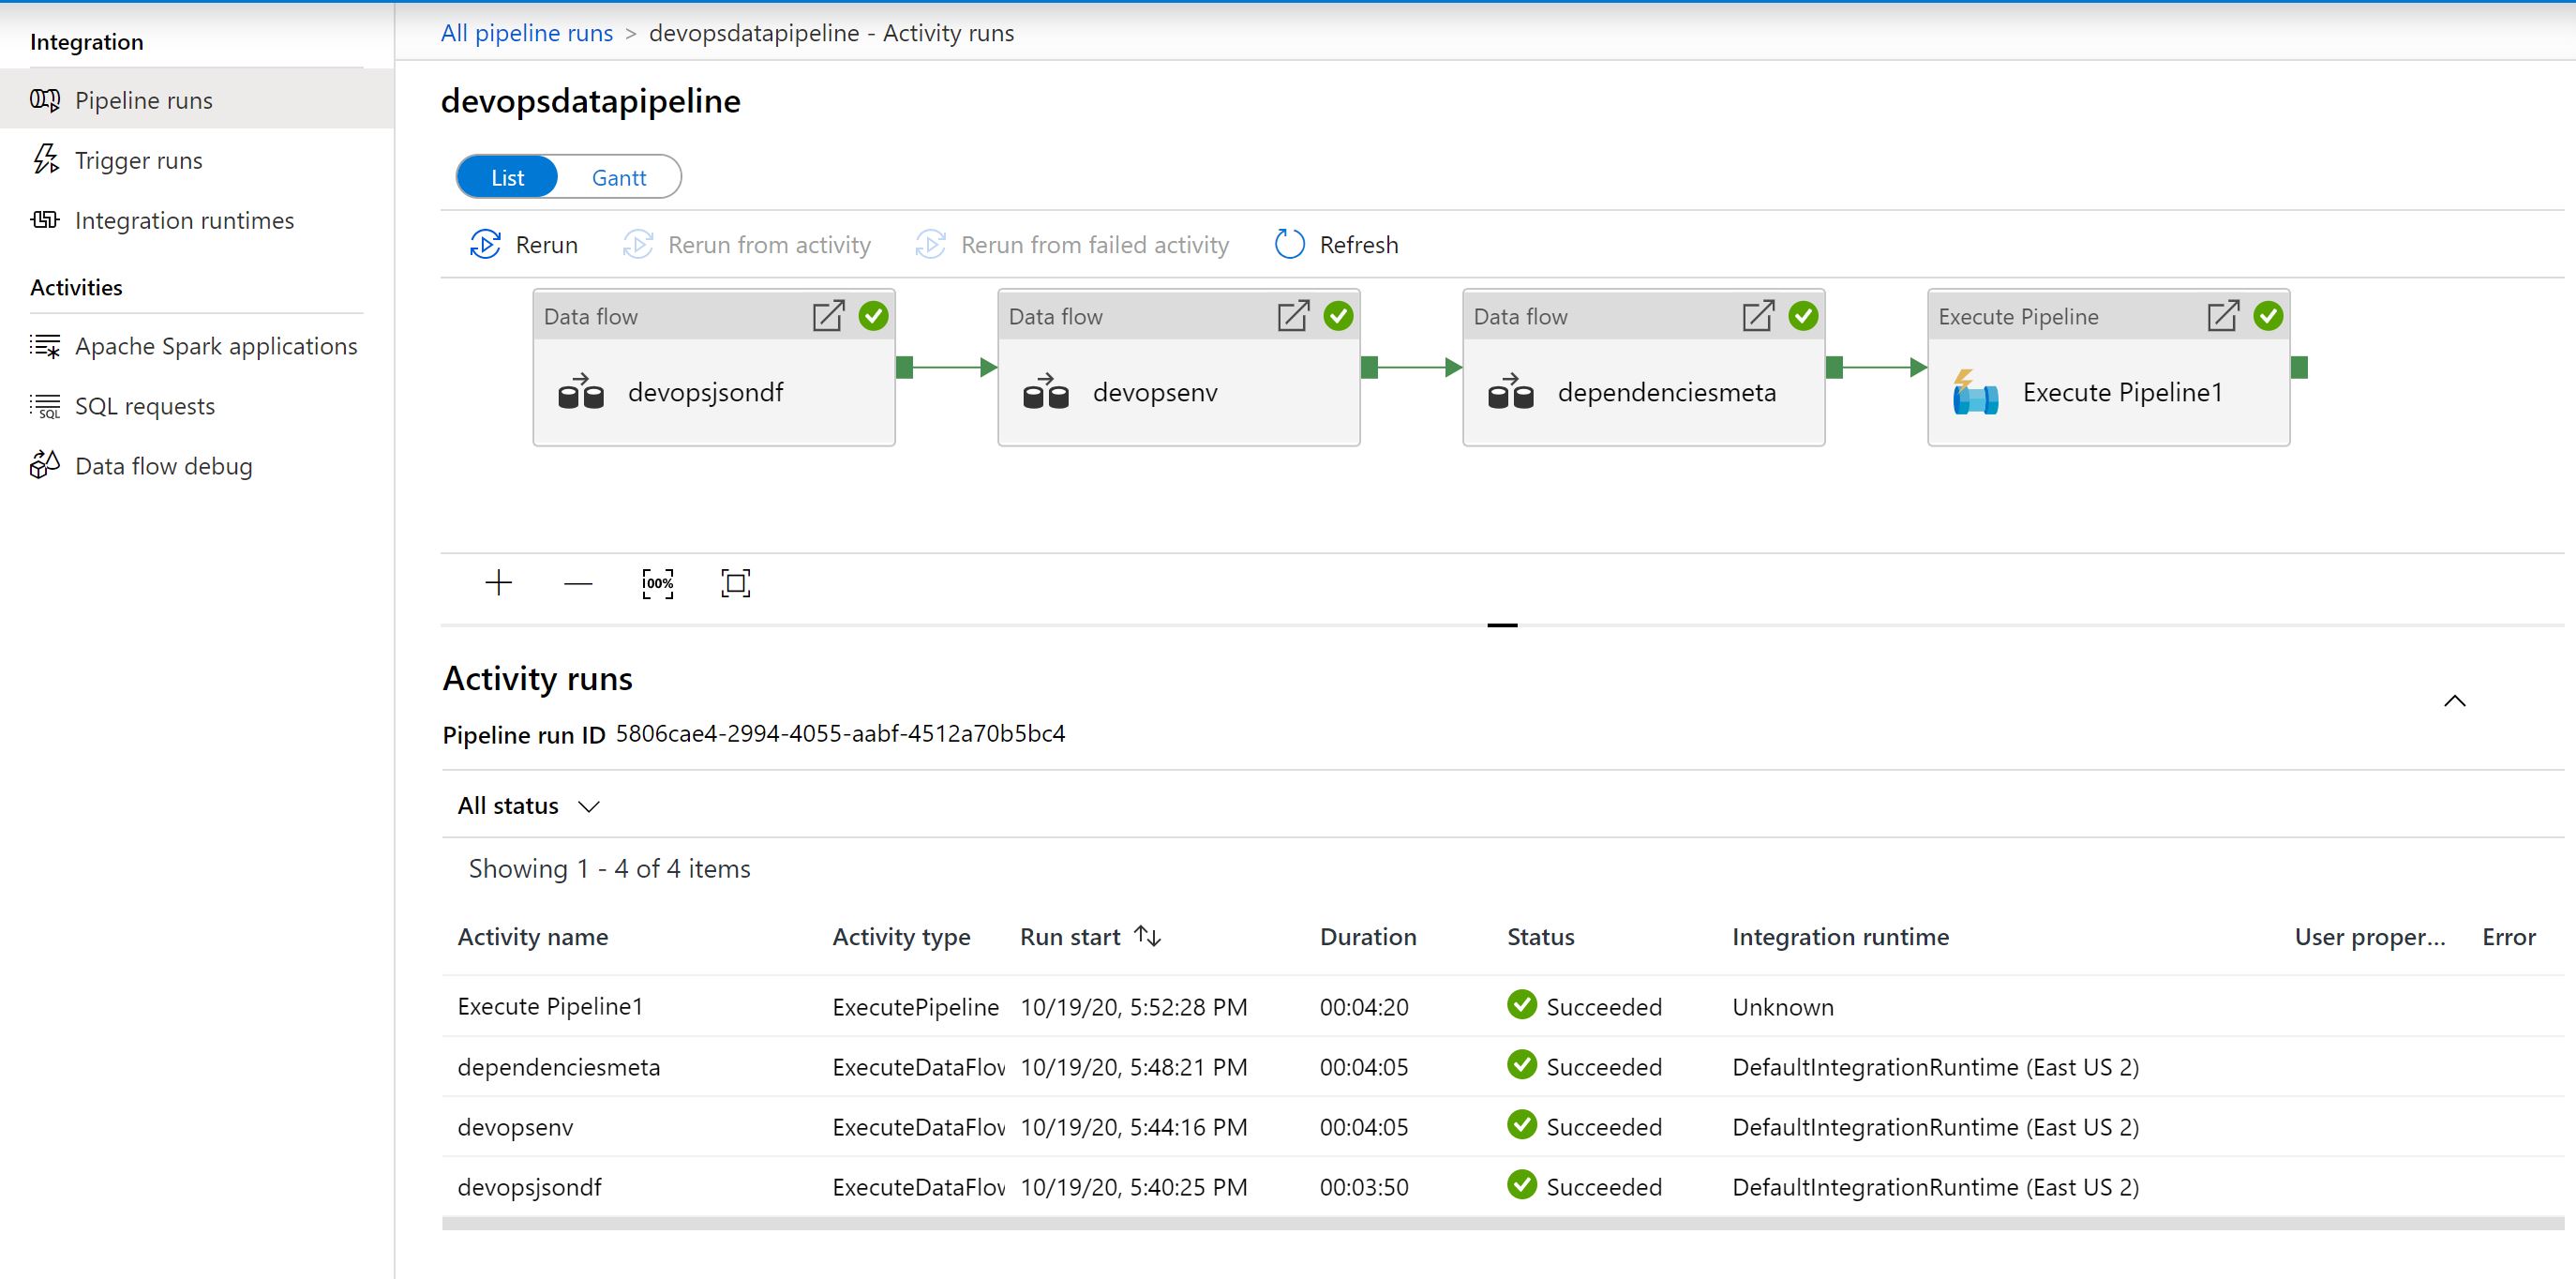 Integration
Pipeline runs
Trigger runs
Integration runtimes
Activities
Apache Spark applications
SQL requests
Data flow debug
All pipeline runs > devopsdatapipeline - Activity runs
devopsdatapipeline
List Gantt
Rerun Rerun from activity Rerun from failed activity Refresh
Data flow
devopsjsondf
Data flow
devopsenv
Data flow
dependenciesmeta
Execute Pipeline
Execute Pipeline1
100%
Activity runs
Pipeline run ID 5806cae4-2994-4055-aabf-4512a70b5bc4
All status
Showing 1 - 4 of 4 items
Activity name Activity type Run start Duration Status Integration runtime User proper... Error
Execute Pipeline1 ExecutePipeline 10/19/20, 5:52:28 PM 00:04:20 Succeeded Unknown
dependenciesmeta ExecuteDataFlov 10/19/20, 5:48:21 PM 00:04:05 Succeeded DefaultIntegrationRuntime (East US 2)
devopsenv ExecuteDataFlov 10/19/20, 5:44:16 PM 00:04:05 Succeeded DefaultIntegrationRuntime (East US 2)
devopsjsondf ExecuteDataFlov 10/19/20, 5:40:25 PM 00:03:50 Succeeded DefaultIntegrationRuntime (East US 2)